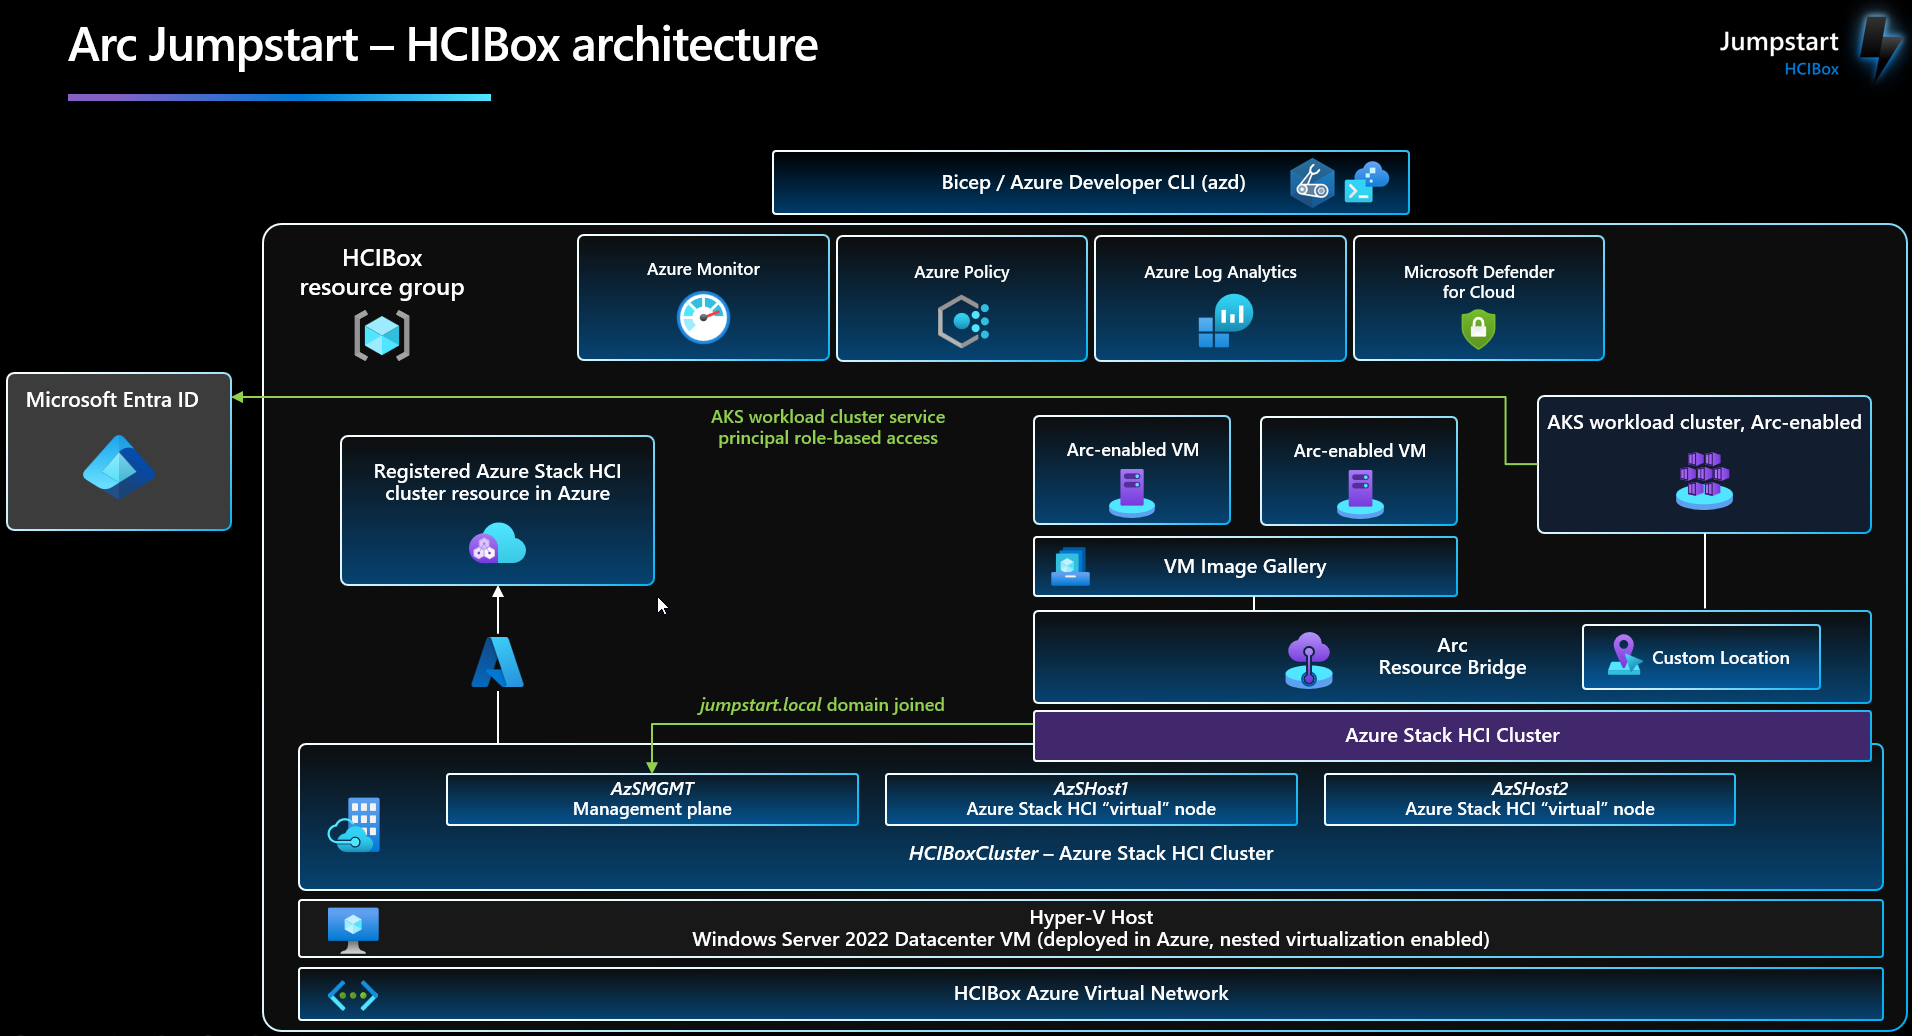 Arc Jumpstart – HCIBox architecture
Jumpstart
HCIBox
Bicep / Azure Developer CLI (azd)
HCIBox
resource group
Azure Monitor
Azure Policy
Azure Log Analytics
Microsoft Defender
for Cloud
Microsoft Entra ID
AKS workload cluster service
principal role-based access
Registered Azure Stack HCI
cluster resource in Azure
Arc-enabled VM
Arc-enabled VM
AKS workload cluster, Arc-enabled
VM Image Gallery
Arc
Resource Bridge
Custom Location
jumpstart.local domain joined
Azure Stack HCI Cluster
AzSMGMT
Management plane
AzSHost1
Azure Stack HCI “virtual” node
AzSHost2
Azure Stack HCI “virtual” node
HCIBoxCluster – Azure Stack HCI Cluster
Hyper-V Host
Windows Server 2022 Datacenter VM (deployed in Azure, nested virtualization enabled)
HCIBox Azure Virtual Network